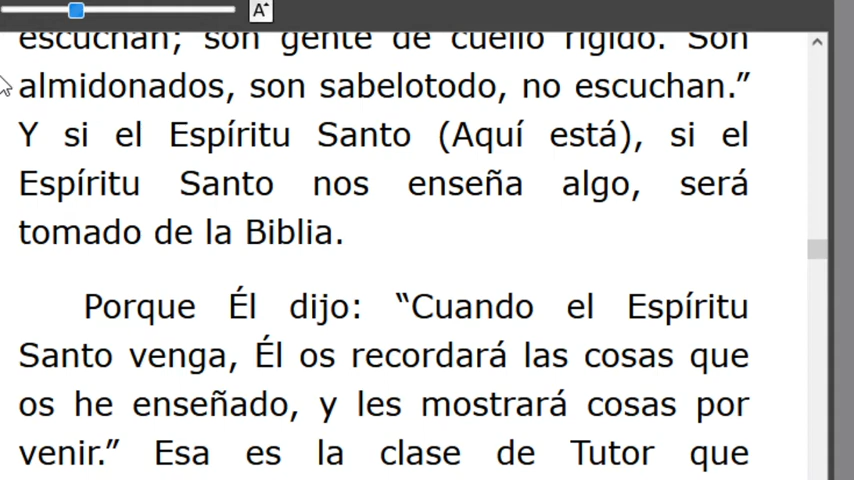 escuchan; son gente de cuello rígido. Son
almidonados, son sabelotodo, no escuchan.”
Y si el Espíritu Santo (Aquí está), si el
Espíritu Santo nos enseña algo, será
tomado de la Biblia.
Porque Él dijo: “Cuando el Espíritu
Santo venga, Él os recordará las cosas que
os he enseñado, y les mostrará cosas por
venir.” Esa es la clase de Tutor que